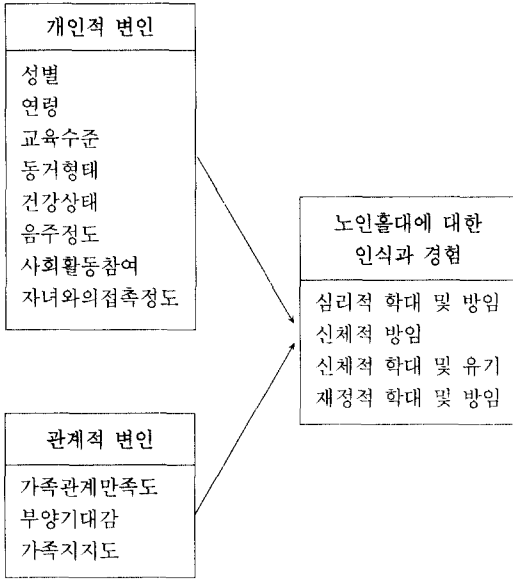 개인적 변인
성별
연령
교육수준
동거형태
건강상태
음주정도
사회활동참여
자녀와의접촉정도
관계적 변인
가족관계만족도
부양기대감
가족지지도
노인홀대에 대한
인식과 경험
심리적 학대 및 방임
신체적 방임
신체적 학대 및 유기
재정적 학대 및 방임